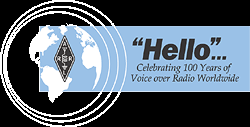 “Hello”...
Celebrating 100 Years of
Voice over Radio Worldwide